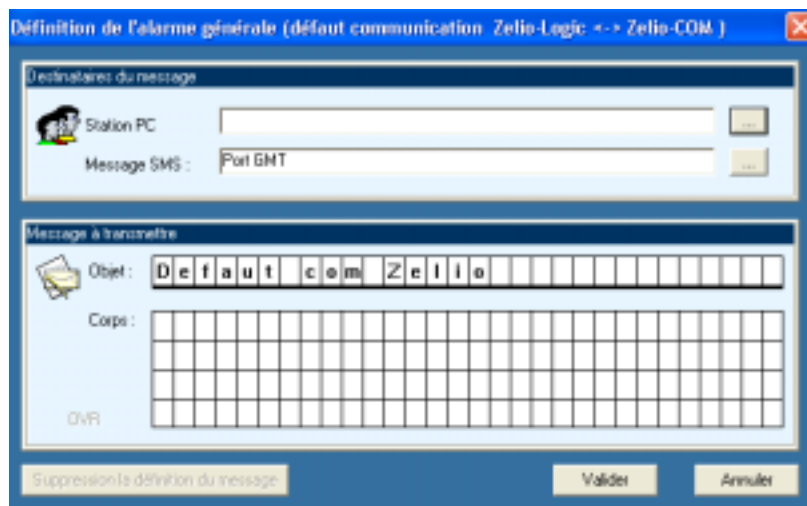 Définition de l'alarme générale (défaut communication Zelio-Logic <-> Zelio-COM )
Destinataires du message
Station PC
...
Message SMS :
Port GMT
...
Message à transmettre
Objet :
Defaut com Zelio
Corps :
OVR
Suppression la définition du message
Valider
Annuler